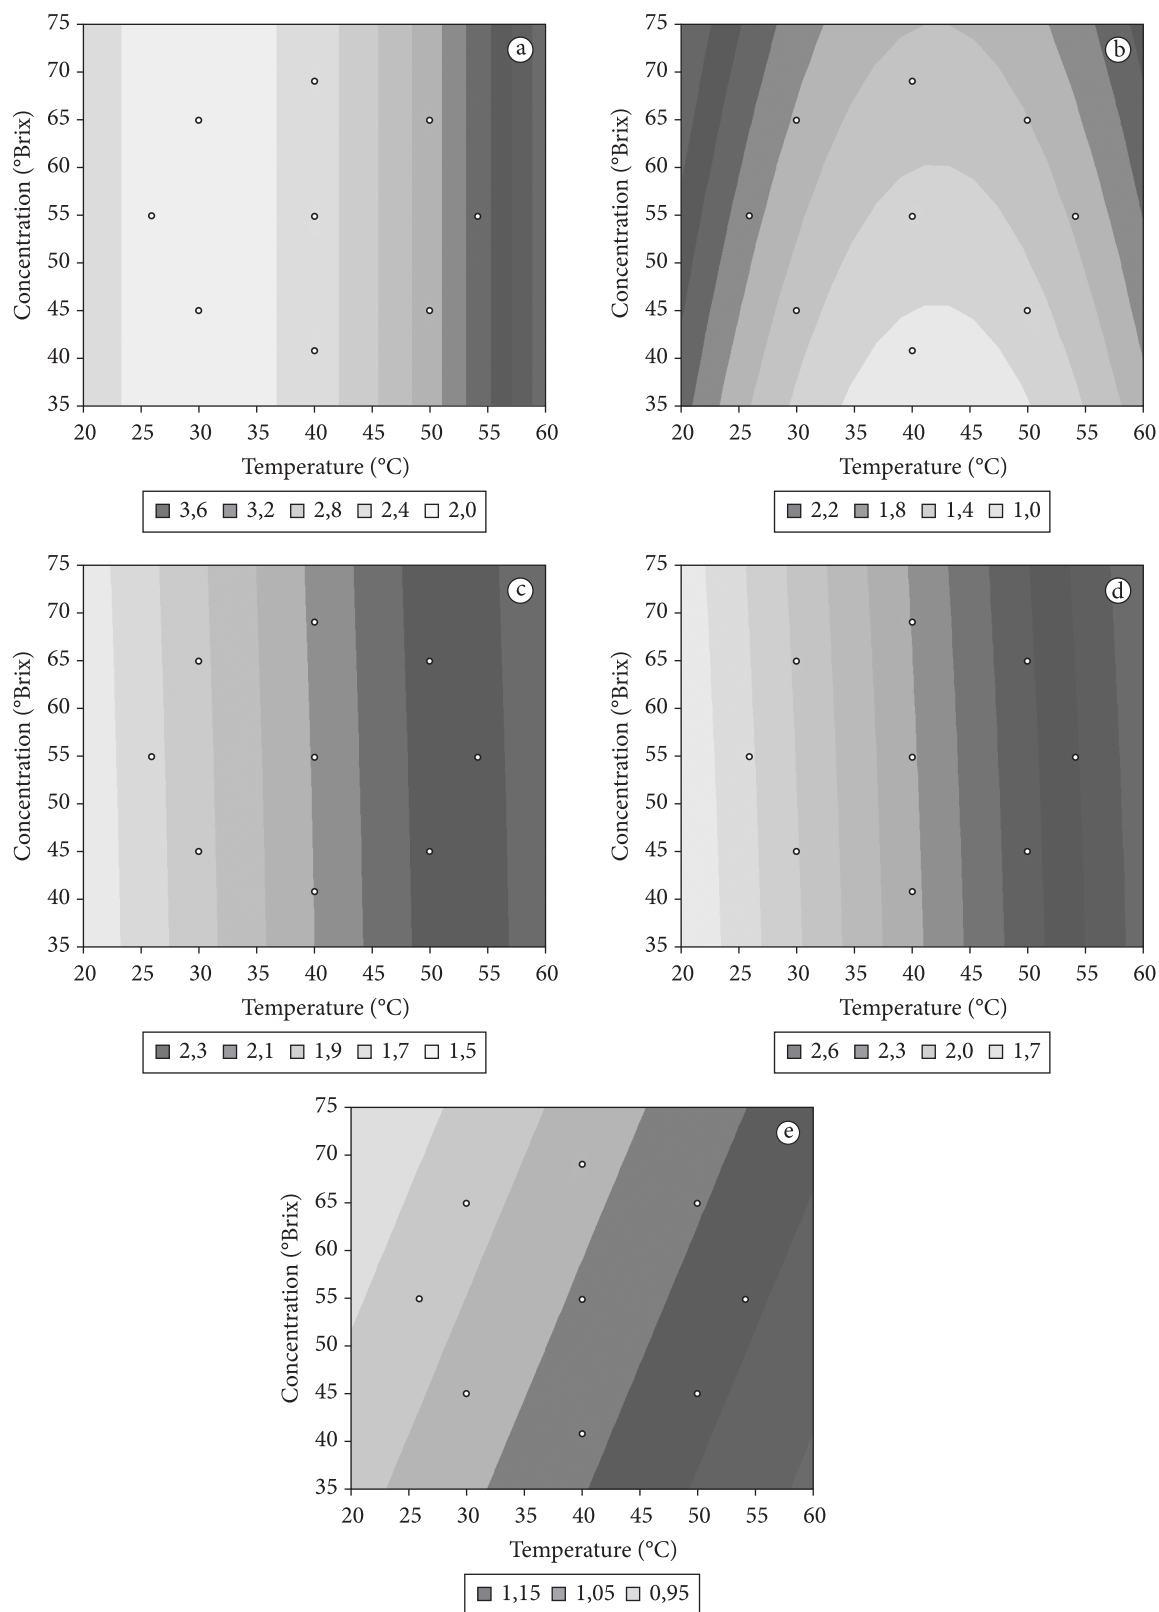 a
75
70
65
60
55
50
45
40
35
Concentration (°Brix)
20 25 30 35 40 45 50 55 60
Temperature (°C)
3,6 3,2 2,8 2,4 2,0
b
75
70
65
60
55
50
45
40
35
Concentration (°Brix)
20 25 30 35 40 45 50 55 60
Temperature (°C)
2,2 1,8 1,4 1,0
c
75
70
65
60
55
50
45
40
35
Concentration (°Brix)
20 25 30 35 40 45 50 55 60
Temperature (°C)
2,3 2,1 1,9 1,7 1,5
d
75
70
65
60
55
50
45
40
35
Concentration (°Brix)
20 25 30 35 40 45 50 55 60
Temperature (°C)
2,6 2,3 2,0 1,7
e
75
70
65
60
55
50
45
40
35
Concentration (°Brix)
20 25 30 35 40 45 50 55 60
Temperature (°C)
1,15 1,05 0,95